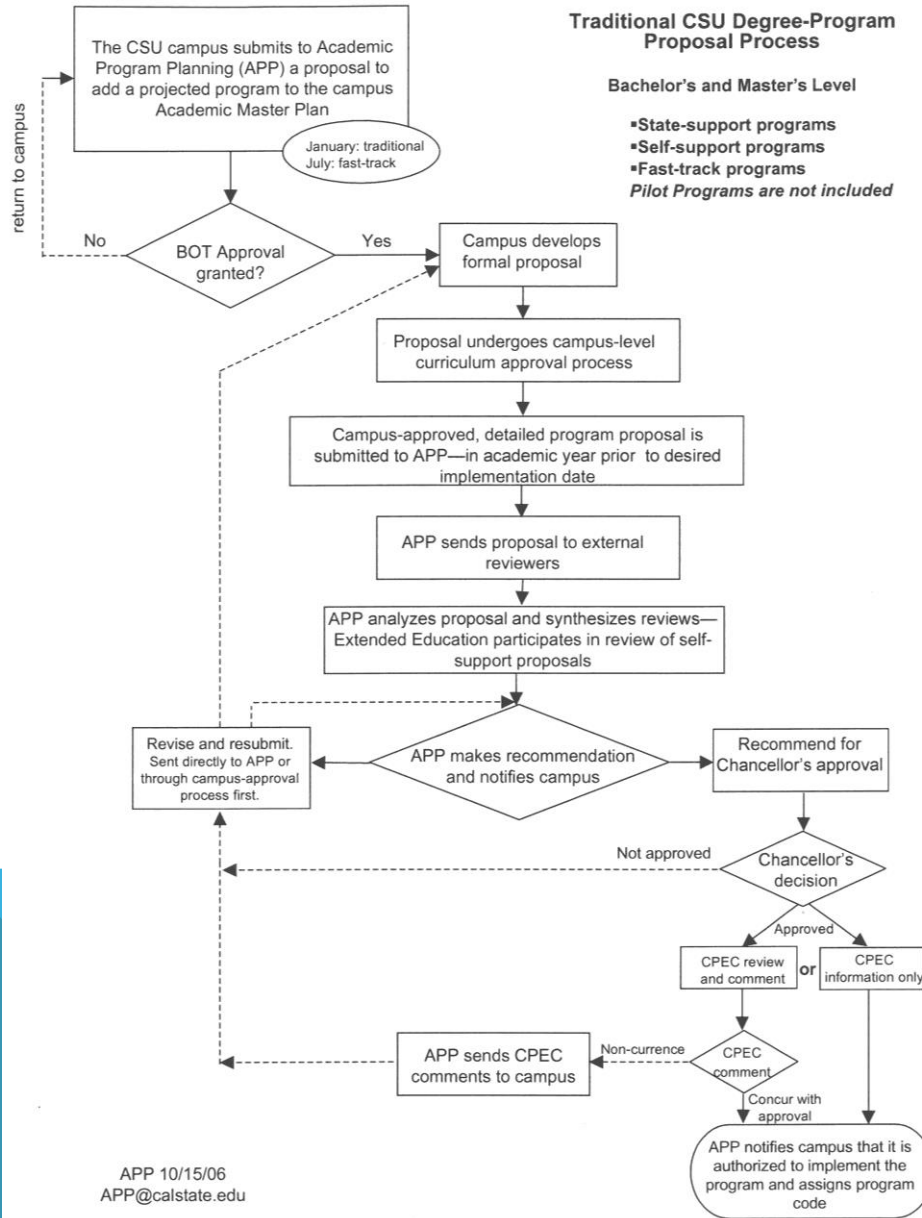 Traditional CSU Degree-Program
Proposal Process
Bachelor's and Master's Level
▪State-support programs
▪Self-support programs
▪Fast-track programs
Pilot Programs are not included
The CSU campus submits to Academic
Program Planning (APP) a proposal to
add a projected program to the campus
Academic Master Plan
January: traditional
July: fast-track
return to campus
No
BOT Approval
granted?
Yes
Campus develops
formal proposal
Proposal undergoes campus-level
curriculum approval process
Campus-approved, detailed program proposal is
submitted to APP—in academic year prior to desired
implementation date
APP sends proposal to external
reviewers
APP analyzes proposal and synthesizes reviews—
Extended Education participates in review of self-
support proposals
Revise and resubmit.
Sent directly to APP or
through campus-approval
process first.
APP makes recommendation
and notifies campus
Recommend for
Chancellor's approval
Not approved
Chancellor's
decision
Approved
CPEC review
and comment
or
CPEC
information only
APP sends CPEC
comments to campus
Non-currence
CPEC
comment
Concur with
approval
APP notifies campus that it is
authorized to implement the
program and assigns program
code
APP 10/15/06
APP@calstate.edu